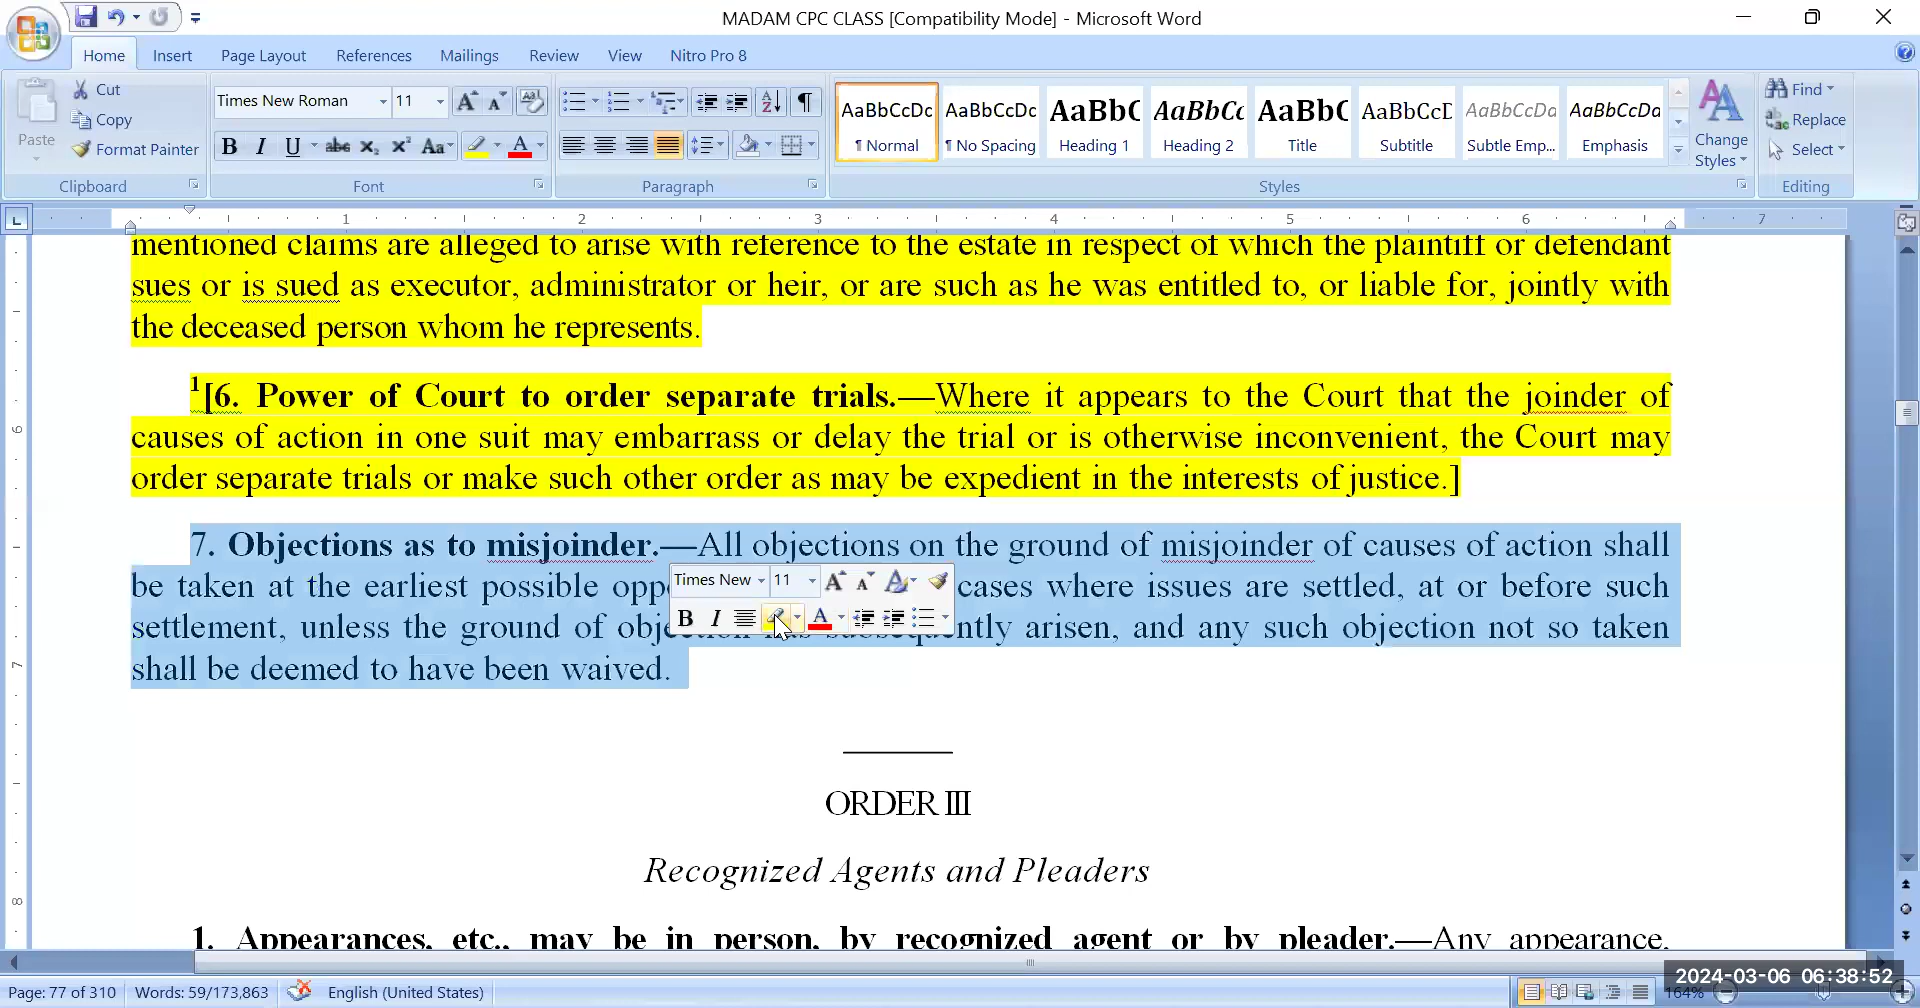 MADAM CPC CLASS [Compatibility Mode] - Microsoft Word
Home Insert Page Layout References Mailings Review View Nitro Pro 8
Paste
Cut
Copy
Format Painter
Clipboard
Times New Roman 11
Font
Paragraph
AaBbCcDc AaBbCcDc AaBbC AaBbCc AaBbC AaBbCcD AaBbCcDa AaBbCcDa
¶ Normal ¶ No Spacing Heading 1 Heading 2 Title Subtitle Subtle Emp... Emphasis
Change Styles
Styles
Find
Replace
Select
Editing
1 2 3 4 5 6 7
mentioned claims are alleged to arise with reference to the estate in respect of which the plaintiff or defendant
sues or is sued as executor, administrator or heir, or are such as he was entitled to, or liable for, jointly with
the deceased person whom he represents.
1[6. Power of Court to order separate trials.—Where it appears to the Court that the joinder of
causes of action in one suit may embarrass or delay the trial or is otherwise inconvenient, the Court may
order separate trials or make such other order as may be expedient in the interests of justice.]
7. Objections as to misjoinder.—All objections on the ground of misjoinder of causes of action shall
be taken at the earliest possible cases where issues are settled, at or before such
settlement, unless the ground of arisen, and any such objection not so taken
shall be deemed to have been waived.
Times New 11
ORDER III
Recognized Agents and Pleaders
1. Appearances, etc., may be in person, by recognized agent or by pleader.—Any appearance,
Page: 77 of 310 Words: 59/173,863 English (United States) 164%
2024-03-06 06:38:52